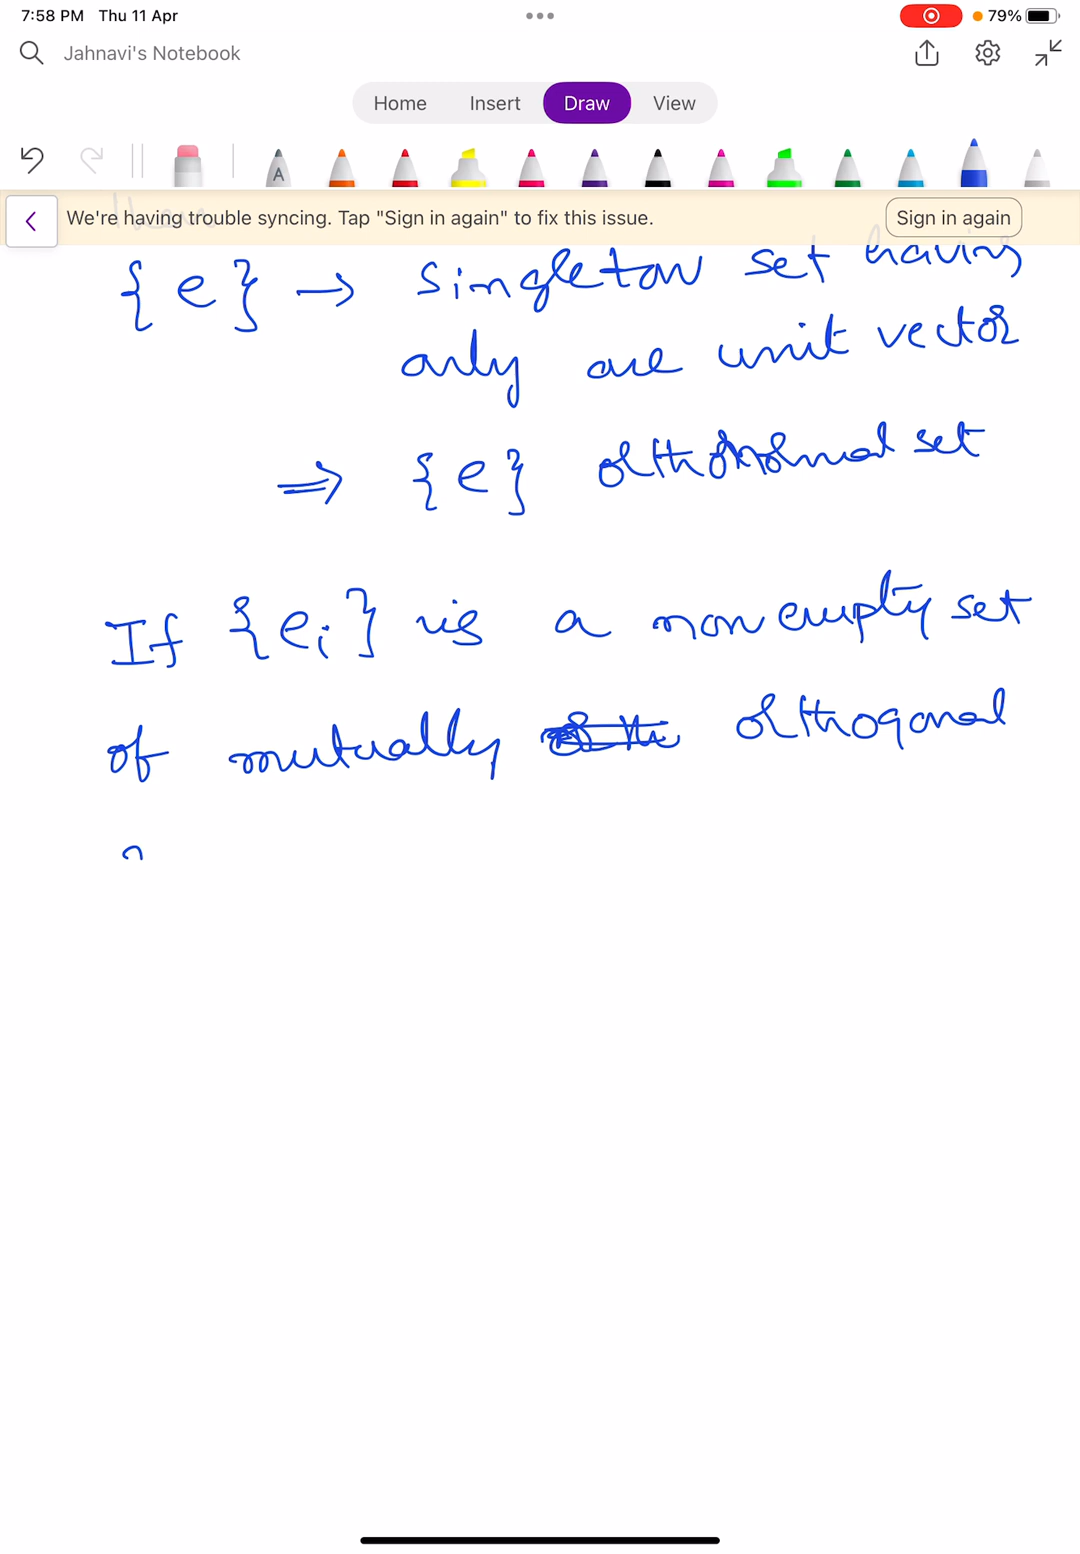 7:58 PM Thu 11 Apr
79%
Jahnavi's Notebook
Home Insert Draw View
A
We're having trouble syncing. Tap "Sign in again" to fix this issue.
Sign in again
{e} → singleton set having
only one unit vector
⇒ {e} orthonormal set
If {eᵢ} is a nonempty set
of mutually orthogonal